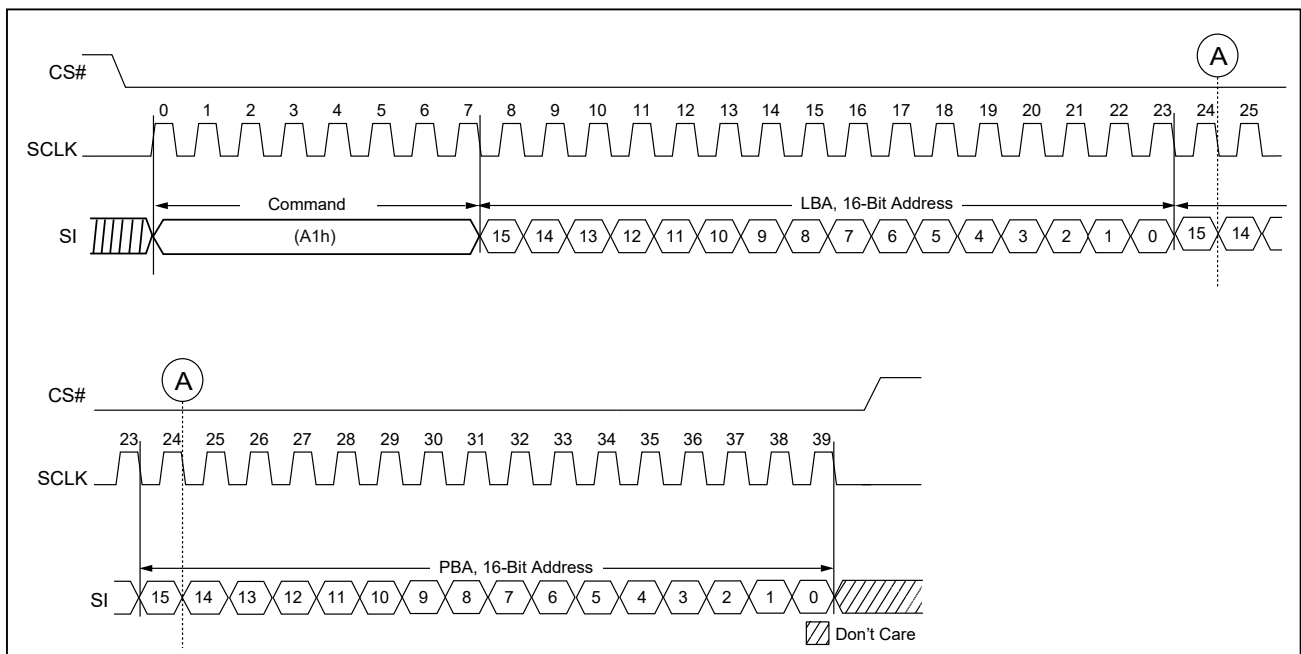 A
CS#
0 1 2 3 4 5 6 7 8 9 10 11 12 13 14 15 16 17 18 19 20 21 22 23 24 25
SCLK
Command LBA, 16-Bit Address
SI (A1h) 15 14 13 12 11 10 9 8 7 6 5 4 3 2 1 0 15 14
A
CS#
23 24 25 26 27 28 29 30 31 32 33 34 35 36 37 38 39
SCLK
PBA, 16-Bit Address
SI 15 14 13 12 11 10 9 8 7 6 5 4 3 2 1 0
Don't Care